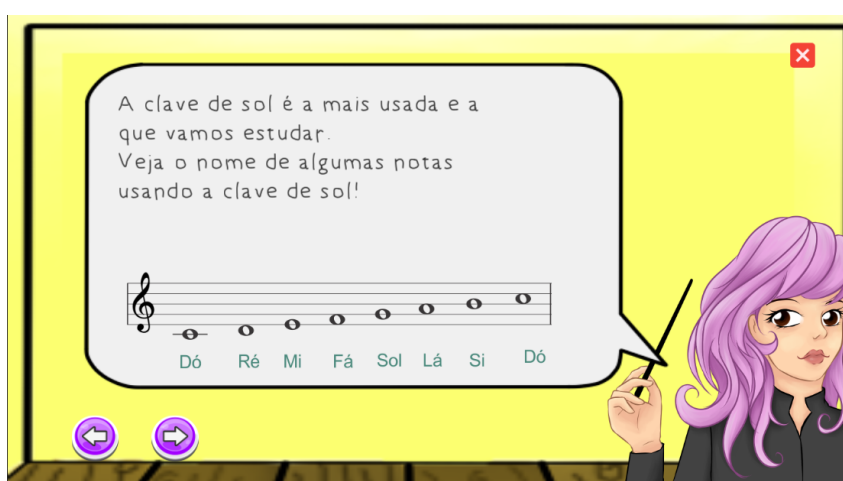 A clave de sol é a mais usada e a
que vamos estudar.
Veja o nome de algumas notas
usando a clave de sol!
Dó Ré Mi Fá Sol Lá Si Dó